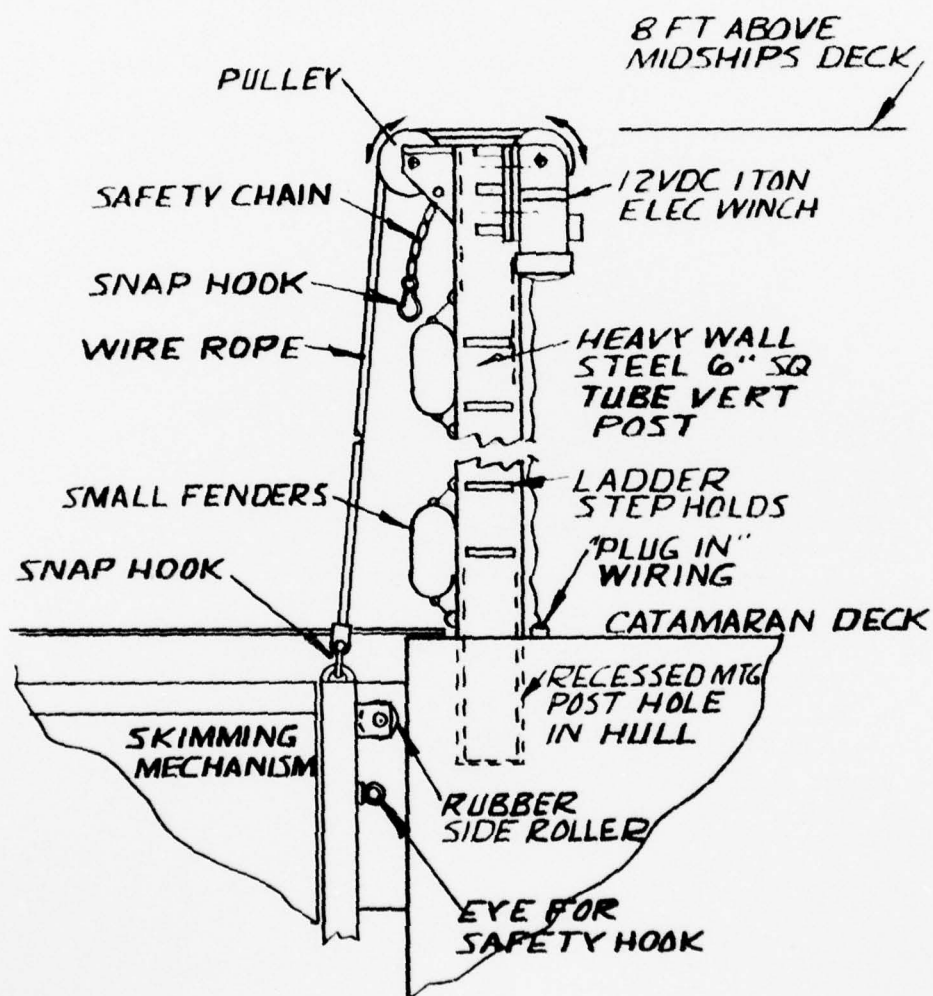 8 FT ABOVE
MIDSHIPS DECK
PULLEY
SAFETY CHAIN
12VDC 1 TON
ELEC WINCH
SNAP HOOK
WIRE ROPE
HEAVY WALL
STEEL 6" SQ
TUBE VERT
POST
SMALL FENDERS
LADDER
STEP HOLDS
SNAP HOOK
"PLUG IN"
WIRING
CATAMARAN DECK
RECESSED MTG
POST HOLE
IN HULL
SKIMMING
MECHANISM
RUBBER
SIDE ROLLER
EYE FOR
SAFETY HOOK